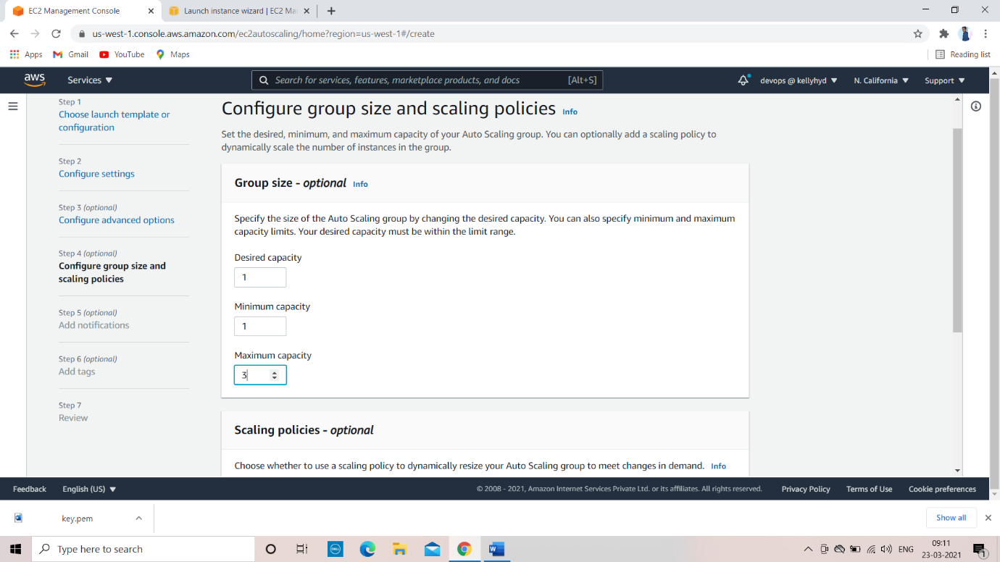 EC2 Management Console
Launch instance wizard | EC2 Ma
us-west-1.console.aws.amazon.com/ec2autoscaling/home?region=us-west-1#/create
Apps
Gmail
YouTube
Maps
Reading list
aws
Services
Search for services, features, marketplace products, and docs
[Alt+S]
devops @ kellyhyd
N. California
Support
Step 1
Choose launch template or
configuration
Step 2
Configure settings
Step 3 (optional)
Configure advanced options
Step 4 (optional)
Configure group size and
scaling policies
Step 5 (optional)
Add notifications
Step 6 (optional)
Add tags
Step 7
Review
Configure group size and scaling policies Info
Set the desired, minimum, and maximum capacity of your Auto Scaling group. You can optionally add a scaling policy to
dynamically scale the number of instances in the group.
Group size - optional Info
Specify the size of the Auto Scaling group by changing the desired capacity. You can also specify minimum and maximum
capacity limits. Your desired capacity must be within the limit range.
Desired capacity
1
Minimum capacity
1
Maximum capacity
3
Scaling policies - optional
Choose whether to use a scaling policy to dynamically resize your Auto Scaling group to meet changes in demand. Info
Feedback
English (US)
© 2008 - 2021, Amazon Internet Services Private Ltd. or its affiliates. All rights reserved.
Privacy Policy
Terms of Use
Cookie preferences
key.pem
Show all
Type here to search
DELL
W
ENG
09:11
23-03-2021
1